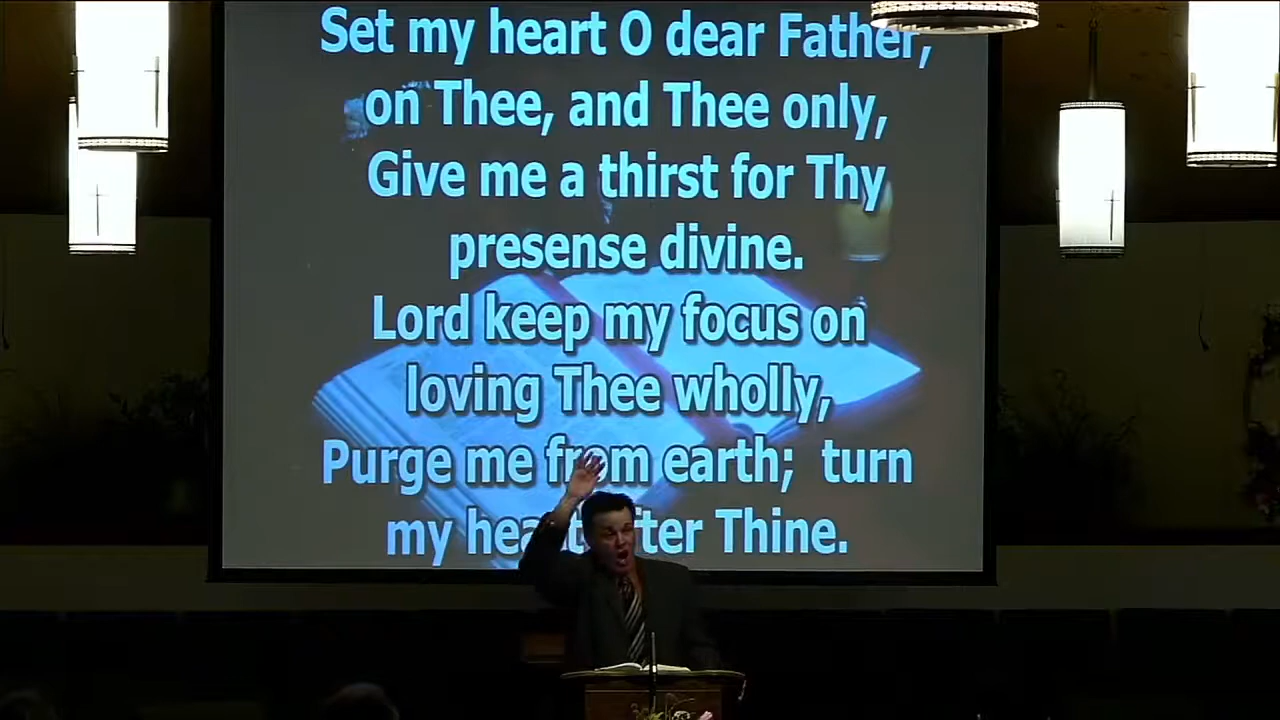 Set my heart O dear Father,
on Thee, and Thee only,
Give me a thirst for Thy
presense divine.
Lord keep my focus on
loving Thee wholly,
Purge me from earth; turn
my Thine.